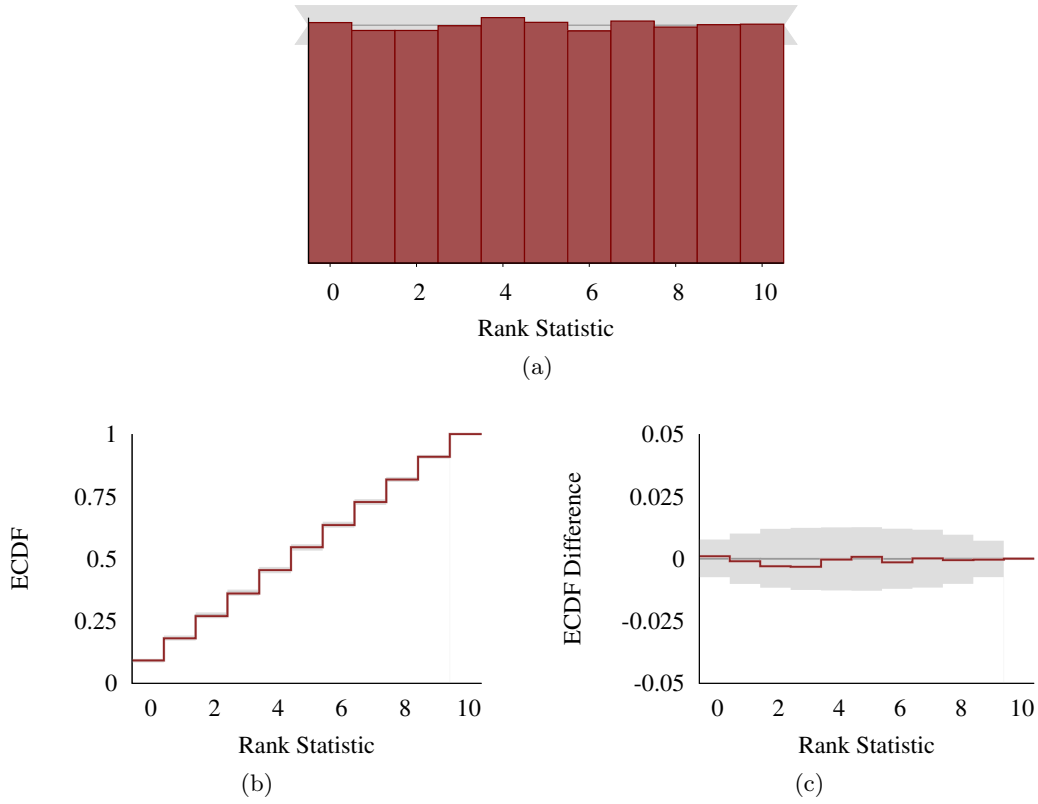 0 2 4 6 8 10
Rank Statistic
(a)
1
0.75
0.5
0.25
0
ECDF
0 2 4 6 8 10
Rank Statistic
(b)
0.05
0.025
0
-0.025
-0.05
ECDF Difference
0 2 4 6 8 10
Rank Statistic
(c)